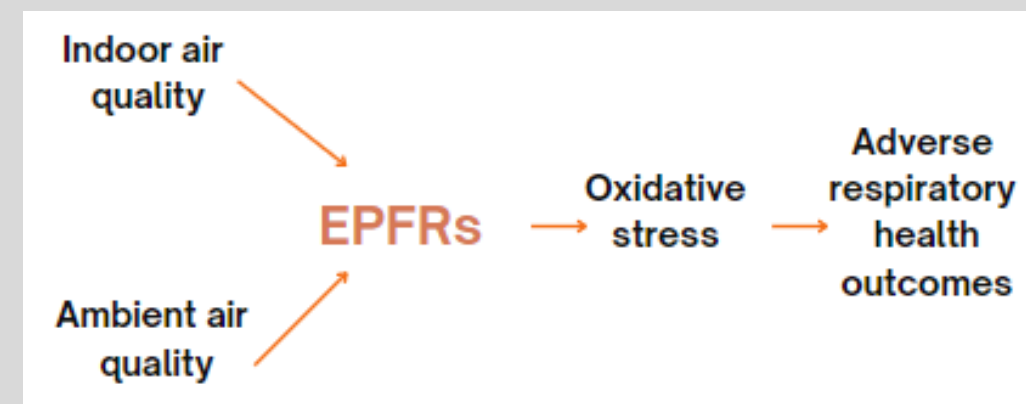 Indoor air
quality
EPFRs
Oxidative
stress
Adverse
respiratory
health
outcomes
Ambient air
quality